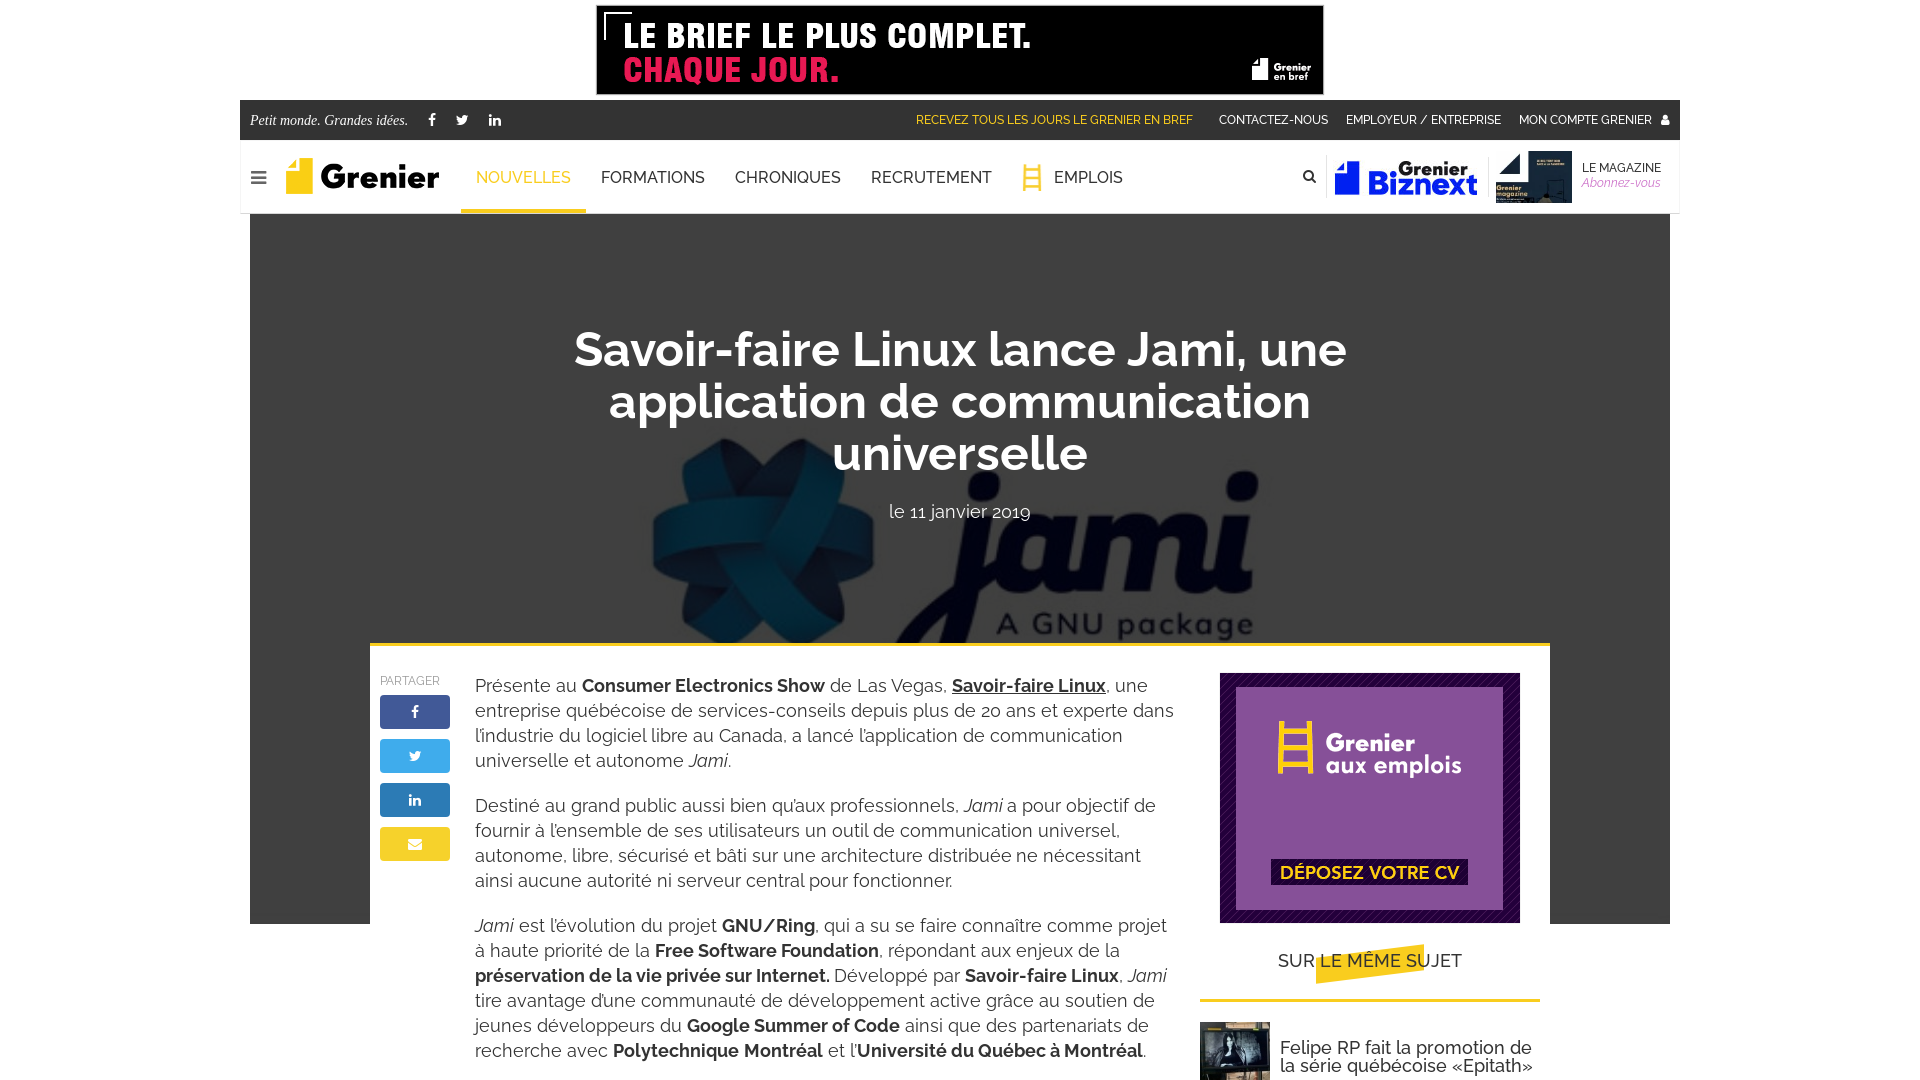 LE BRIEF LE PLUS COMPLET.
CHAQUE JOUR.
Grenier
en bref
Petit monde. Grandes idées.
RECEVEZ TOUS LES JOURS LE GRENIER EN BREF
CONTACTEZ-NOUS
EMPLOYEUR / ENTREPRISE
MON COMPTE GRENIER
Grenier
NOUVELLES
FORMATIONS
CHRONIQUES
RECRUTEMENT
EMPLOIS
Grenier
Biznext
Grenier
magazine
LE MAGAZINE
Abonnez-vous
Savoir-faire Linux lance Jami, une
application de communication
universelle
le 11 janvier 2019
jami
A GNU package
PARTAGER
Présente au Consumer Electronics Show de Las Vegas, Savoir-faire Linux, une
entreprise québécoise de services-conseils depuis plus de 20 ans et experte dans
l’industrie du logiciel libre au Canada, a lancé l’application de communication
universelle et autonome Jami.
Destiné au grand public aussi bien qu’aux professionnels, Jami a pour objectif de
fournir à l’ensemble de ses utilisateurs un outil de communication universel,
autonome, libre, sécurisé et bâti sur une architecture distribuée ne nécessitant
ainsi aucune autorité ni serveur central pour fonctionner.
Jami est l’évolution du projet GNU/Ring, qui a su se faire connaître comme projet
à haute priorité de la Free Software Foundation, répondant aux enjeux de la
préservation de la vie privée sur Internet. Développé par Savoir-faire Linux, Jami
tire avantage d’une communauté de développement active grâce au soutien de
jeunes développeurs du Google Summer of Code ainsi que des partenariats de
recherche avec Polytechnique Montréal et l’Université du Québec à Montréal.
Grenier
aux emplois
DÉPOSEZ VOTRE CV
SUR LE MÊME SUJET
Felipe RP fait la promotion de
la série québécoise «Epitath»